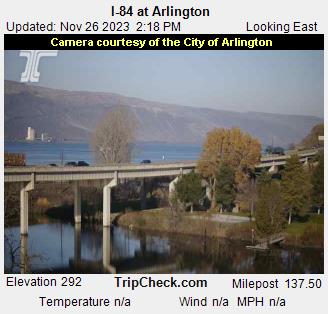 I-84 at Arlington
Updated: Nov 26 2023 2:18 PM Looking East
Camera courtesy of the City of Arlington
Elevation 292 TripCheck.com Milepost 137.50
Temperature n/a Wind n/a MPH n/a